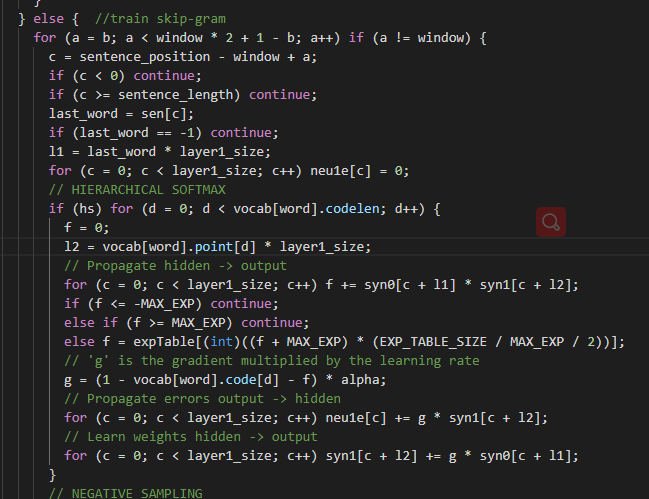 }
} else {  //train skip-gram
for (a = b; a < window * 2 + 1 - b; a++) if (a != window) {
c = sentence_position - window + a;
if (c < 0) continue;
if (c >= sentence_length) continue;
last_word = sen[c];
if (last_word == -1) continue;
l1 = last_word * layer1_size;
for (c = 0; c < layer1_size; c++) neu1e[c] = 0;
// HIERARCHICAL SOFTMAX
if (hs) for (d = 0; d < vocab[word].codelen; d++) {
f = 0;
l2 = vocab[word].point[d] * layer1_size;
// Propagate hidden -> output
for (c = 0; c < layer1_size; c++) f += syn0[c + l1] * syn1[c + l2];
if (f <= -MAX_EXP) continue;
else if (f >= MAX_EXP) continue;
else f = expTable[(int)((f + MAX_EXP) * (EXP_TABLE_SIZE / MAX_EXP / 2))];
// 'g' is the gradient multiplied by the learning rate
g = (1 - vocab[word].code[d] - f) * alpha;
// Propagate errors output -> hidden
for (c = 0; c < layer1_size; c++) neu1e[c] += g * syn1[c + l2];
// Learn weights hidden -> output
for (c = 0; c < layer1_size; c++) syn1[c + l2] += g * syn0[c + l1];
}
// NEGATIVE SAMPLING